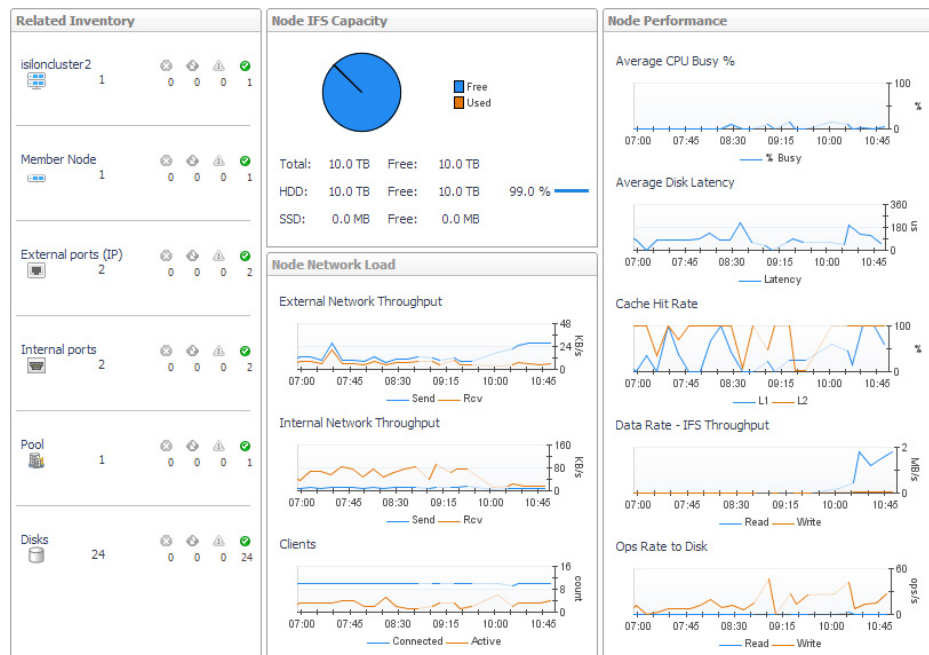 Related Inventory
isiloncluster2
1 0 0 0 1
Member Node
1 0 0 0 1
External ports (IP)
2 0 0 0 2
Internal ports
2 0 0 0 2
Pool
1 0 0 0 1
Disks
24 0 0 0 24
Node IFS Capacity
Free
Used
Total: 10.0 TB Free: 10.0 TB
HDD: 10.0 TB Free: 10.0 TB 99.0 %
SSD: 0.0 MB Free: 0.0 MB
Node Network Load
External Network Throughput
48
24
0
KB/s
07:00 07:45 08:30 09:15 10:00 10:45
Send Rcv
Internal Network Throughput
160
80
0
KB/s
07:00 07:45 08:30 09:15 10:00 10:45
Send Rcv
Clients
16
8
0
count
07:00 07:45 08:30 09:15 10:00 10:45
Connected Active
Node Performance
Average CPU Busy %
100
0
%
07:00 07:45 08:30 09:15 10:00 10:45
% Busy
Average Disk Latency
360
180
0
us
07:00 07:45 08:30 09:15 10:00 10:45
Latency
Cache Hit Rate
100
0
%
07:00 07:45 08:30 09:15 10:00 10:45
L1 L2
Data Rate - IFS Throughput
2
1
0
MB/s
07:00 07:45 08:30 09:15 10:00 10:45
Read Write
Ops Rate to Disk
60
0
ops/s
07:00 07:45 08:30 09:15 10:00 10:45
Read Write